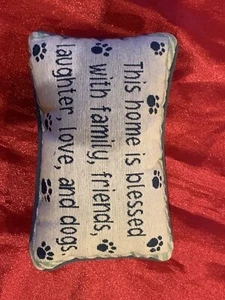 This home is blessed
with family, friends,
laughter, love, and dogs.